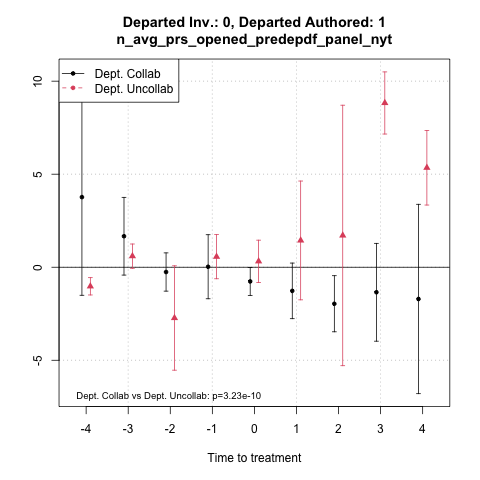 Departed Inv.: 0, Departed Authored: 1
n_avg_prs_opened_predepdf_panel_nyt
Dept. Collab
Dept. Uncollab
10
5
0
-5
Dept. Collab vs Dept. Uncollab: p=3.23e-10
-4 -3 -2 -1 0 1 2 3 4
Time to treatment